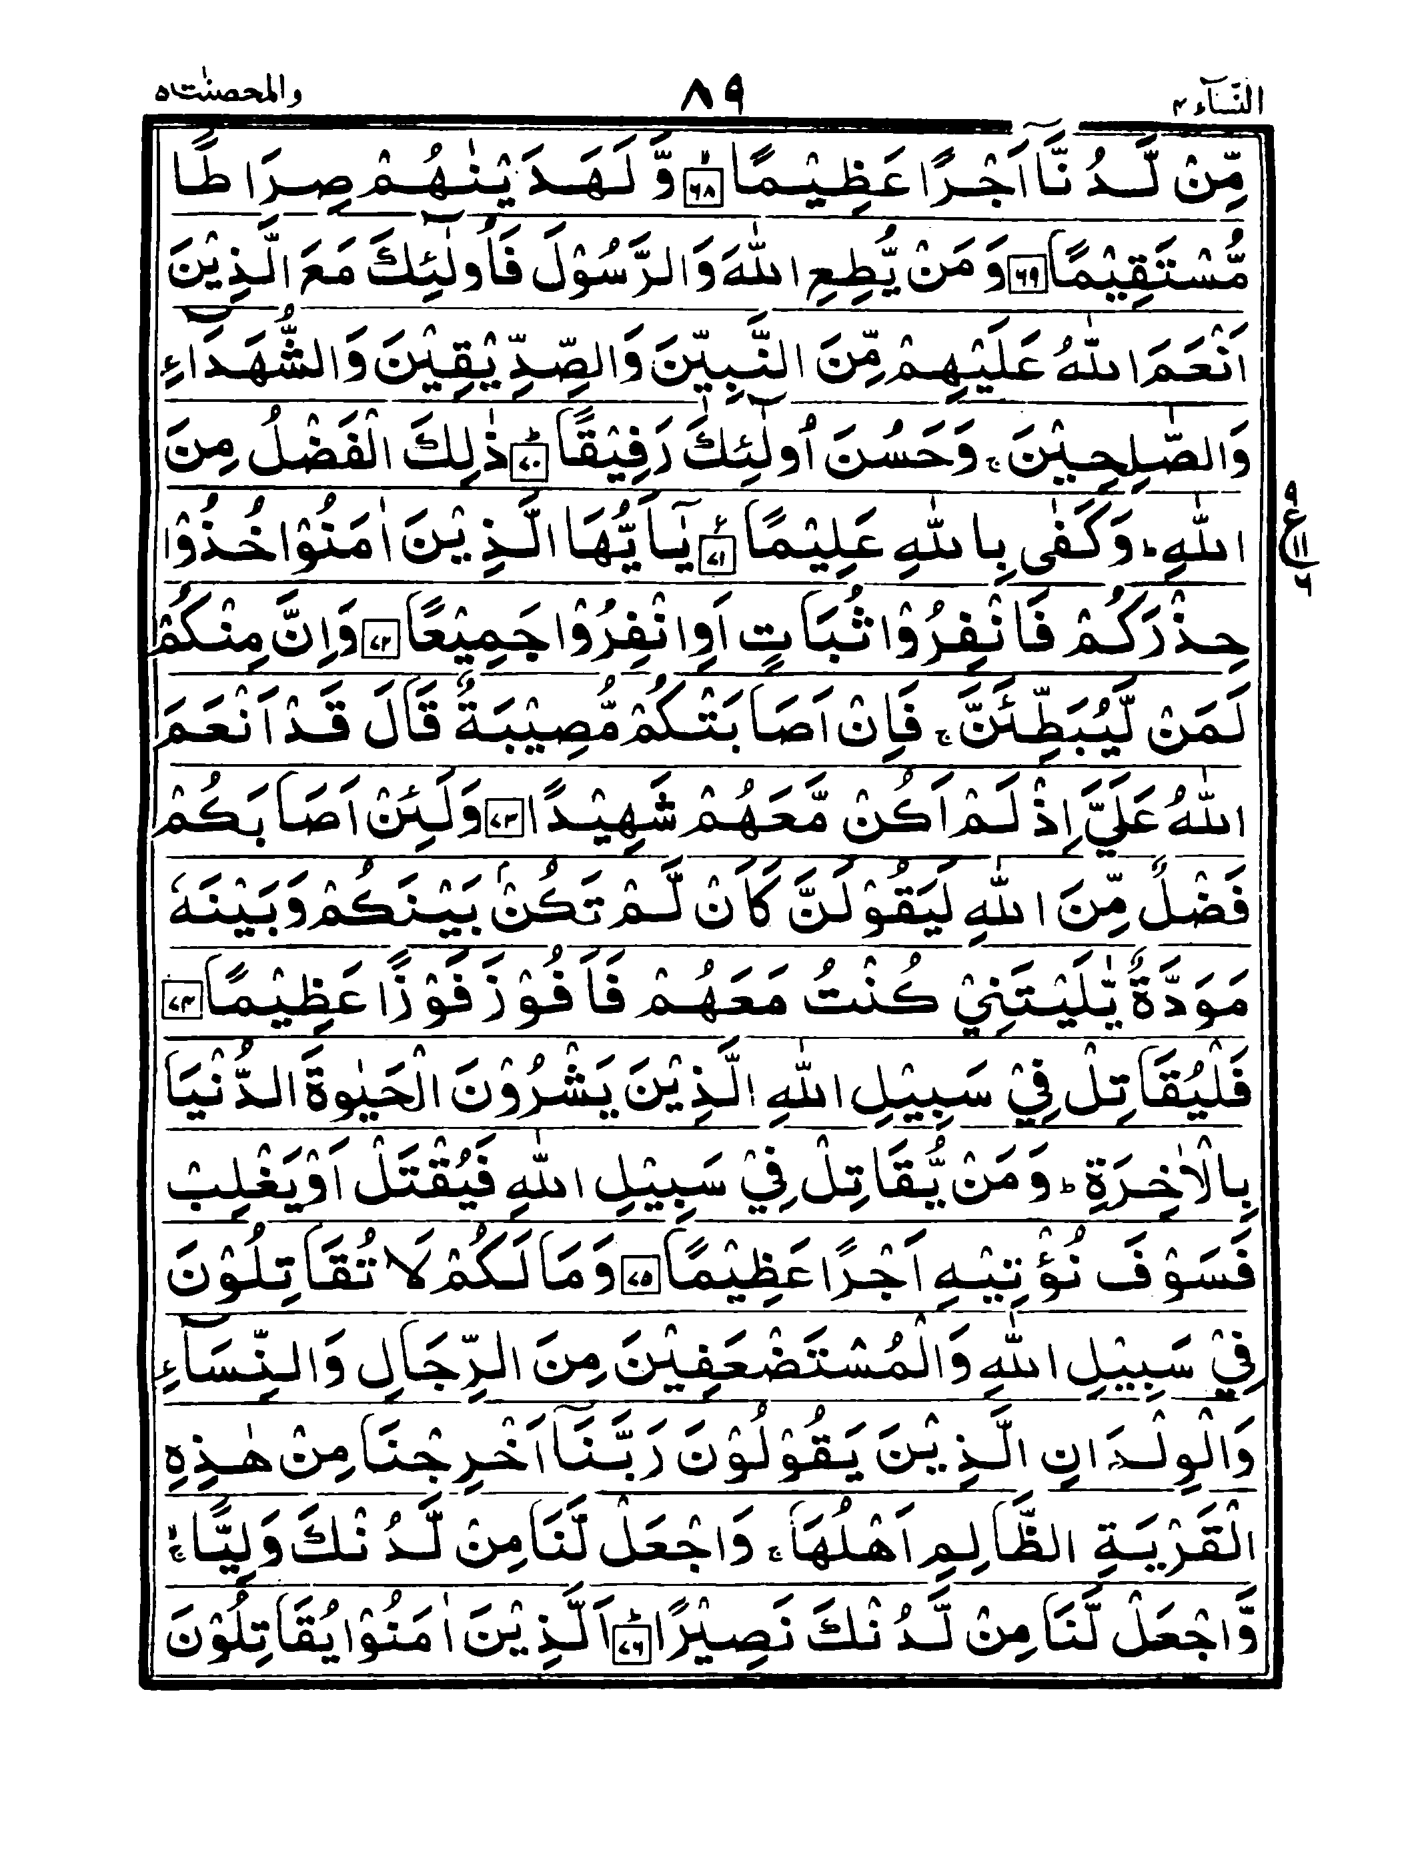 النِّسَآء ٤ ٨٩ والمحصنٰت ٥
مِّنْ لَّدُنَّاۤ اَجْرًا عَظِيْمًا ۙ ٦٨ وَّ لَهَدَيْنٰهُمْ صِرَاطًا
مُّسْتَقِيْمًا ٦٩ وَ مَنْ يُّطِعِ اللّٰهَ وَ الرَّسُوْلَ فَاُولٰٓئِكَ مَعَ الَّذِيْنَ
اَنْعَمَ اللّٰهُ عَلَيْهِمْ مِّنَ النَّبِيّٖنَ وَ الصِّدِّيْقِيْنَ وَ الشُّهَدَآءِ
وَ الصّٰلِحِيْنَ ۚ وَ حَسُنَ اُولٰٓئِكَ رَفِيْقًا ؕ ٧٠ ذٰلِكَ الْفَضْلُ مِنَ
اللّٰهِ ؕ وَ كَفٰى بِاللّٰهِ عَلِيْمًا ٧١ يٰۤاَيُّهَا الَّذِيْنَ اٰمَنُوْا خُذُوْا
ع ٩ ١١ ٦
حِذْرَكُمْ فَانْفِرُوْا ثُبَاتٍ اَوِ انْفِرُوْا جَمِيْعًا ٧٢ وَ اِنَّ مِنْكُمْ
لَمَنْ لَّيُبَطِّئَنَّ ۚ فَاِنْ اَصَابَتْكُمْ مُّصِيْبَةٌ قَالَ قَدْ اَنْعَمَ
اللّٰهُ عَلَيَّ اِذْ لَمْ اَكُنْ مَّعَهُمْ شَهِيْدًا ٧٣ وَ لَئِنْ اَصَابَكُمْ
فَضْلٌ مِّنَ اللّٰهِ لَيَقُوْلَنَّ كَاَنْ لَّمْ تَكُنْۢ بَيْنَكُمْ وَ بَيْنَهٗ
مَوَدَّةٌ يّٰلَيْتَنِيْ كُنْتُ مَعَهُمْ فَاَفُوْزَ فَوْزًا عَظِيْمًا ٧٤
فَلْيُقَاتِلْ فِيْ سَبِيْلِ اللّٰهِ الَّذِيْنَ يَشْرُوْنَ الْحَيٰوةَ الدُّنْيَا
بِالْاٰخِرَةِ ؕ وَ مَنْ يُّقَاتِلْ فِيْ سَبِيْلِ اللّٰهِ فَيُقْتَلْ اَوْ يَغْلِبْ
فَسَوْفَ نُؤْتِيْهِ اَجْرًا عَظِيْمًا ٧٥ وَ مَا لَكُمْ لَا تُقَاتِلُوْنَ
فِيْ سَبِيْلِ اللّٰهِ وَ الْمُسْتَضْعَفِيْنَ مِنَ الرِّجَالِ وَ النِّسَآءِ
وَ الْوِلْدَانِ الَّذِيْنَ يَقُوْلُوْنَ رَبَّنَاۤ اَخْرِجْنَا مِنْ هٰذِهِ
الْقَرْيَةِ الظَّالِمِ اَهْلُهَا ۚ وَ اجْعَلْ لَّنَا مِنْ لَّدُنْكَ وَلِيًّا ۙۚ
وَّ اجْعَلْ لَّنَا مِنْ لَّدُنْكَ نَصِيْرًا ؕ ٧٦ اَلَّذِيْنَ اٰمَنُوْا يُقَاتِلُوْنَ